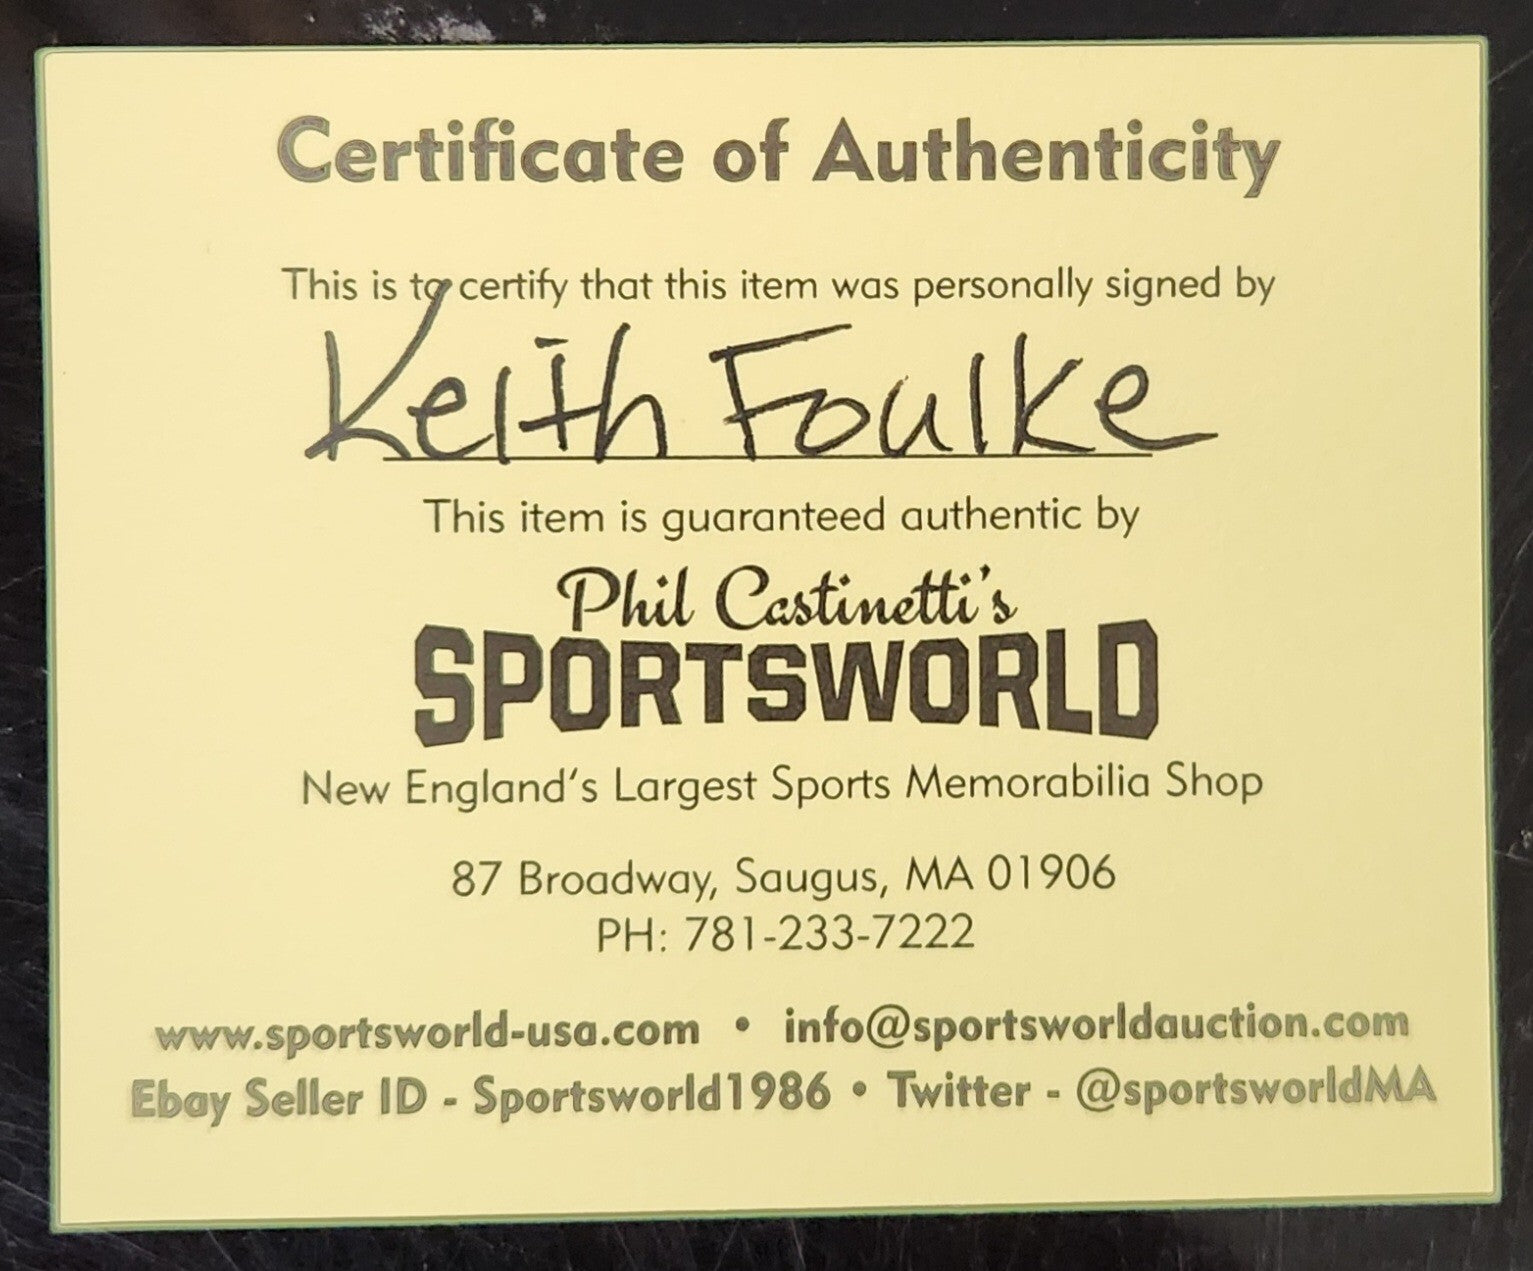 Certificate of Authenticity
This is to certify that this item was personally signed by
Keith Foulke
This item is guaranteed authentic by
Phil Castinetti's
SPORTSWORLD
New England's Largest Sports Memorabilia Shop
87 Broadway, Saugus, MA 01906
PH: 781-233-7222
www.sportsworld-usa.com • info@sportsworldauction.com
Ebay Seller ID - Sportsworld1986 • Twitter - @sportsworldMA